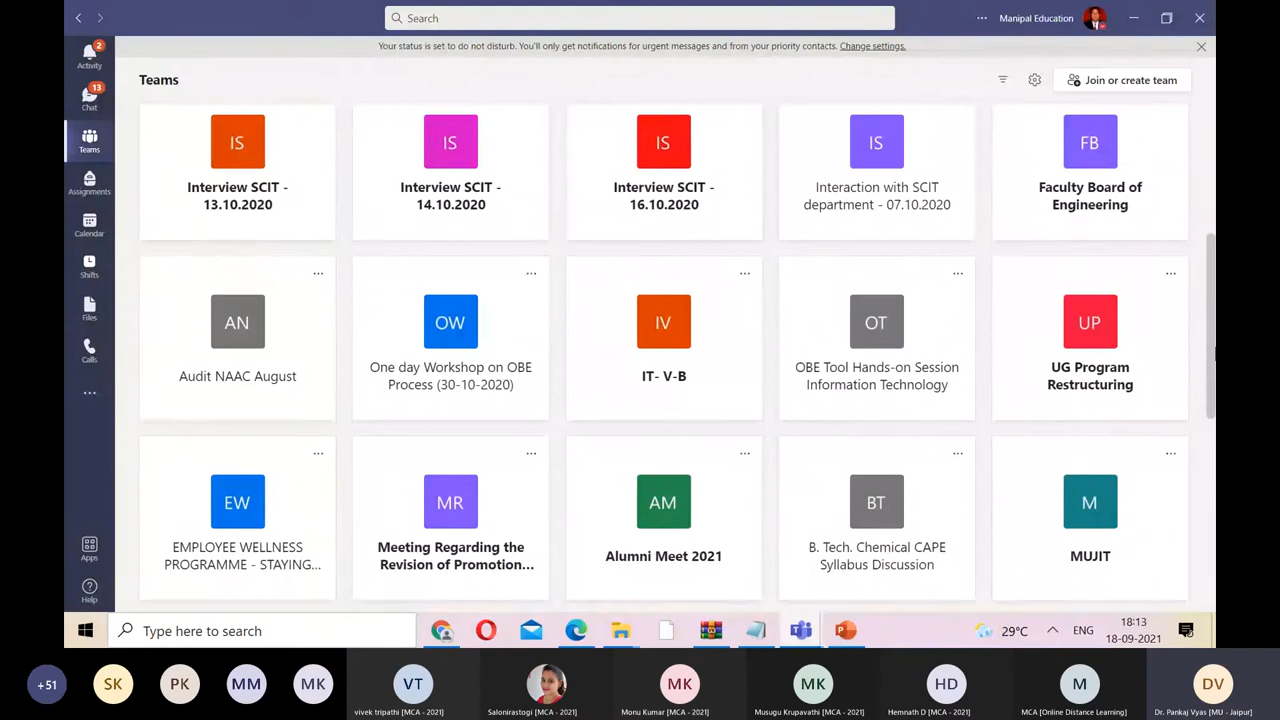 Search
Manipal Education
Your status is set to do not disturb. You'll only get notifications for urgent messages and from your priority contacts. Change settings.
2
Activity
13
Chat
Teams
Assignments
Calendar
Shifts
Files
Calls
Apps
Help
Teams
Join or create team
IS
Interview SCIT -
13.10.2020
IS
Interview SCIT -
14.10.2020
IS
Interview SCIT -
16.10.2020
IS
Interaction with SCIT
department - 07.10.2020
FB
Faculty Board of
Engineering
AN
Audit NAAC August
OW
One day Workshop on OBE
Process (30-10-2020)
IV
IT- V-B
OT
OBE Tool Hands-on Session
Information Technology
UP
UG Program
Restructuring
EW
EMPLOYEE WELLNESS
PROGRAMME - STAYING...
MR
Meeting Regarding the
Revision of Promotion...
AM
Alumni Meet 2021
BT
B. Tech. Chemical CAPE
Syllabus Discussion
M
MUJIT
Type here to search
29°C
ENG
18:13
18-09-2021
+51
SK
PK
MM
MK
VT
vivek tripathi [MCA - 2021]
Salonirastogi [MCA - 2021]
MK
Monu Kumar [MCA - 2021]
MK
Musugu Krupavathi [MCA - 2021]
HD
Hemnath D [MCA - 2021]
M
MCA [Online Distance Learning]
DV
Dr. Pankaj Vyas [MU - Jaipur]